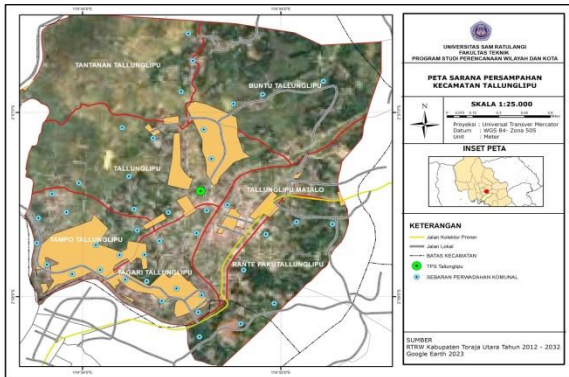 TANTANAN TALLUNGLIPU
BUNTU TALLUNGLIPU
TALLUNGLIPU
TALLUNGLIPU MATALO
TAMPO TALLUNGLIPU
TAGARI TALLUNGLIPU
RANTE PAKUTALLUNGLIPU
UNIVERSITAS SAM RATULANGI
FAKULTAS TEKNIK
PROGRAM STUDI PERENCANAAN WILAYAH DAN KOTA
PETA SARANA PERSAMPAHAN
KECAMATAN TALLUNGLIPU
N
SKALA 1:25.000
Proyeksi : Universal Transver Mercator
Datum : WGS 84- Zona 50S
Unit : Meter
INSET PETA
KETERANGAN
Jalan Kolektor Primer
Jalan Lokal
BATAS KECAMATAN
TPS Tallunglipu
SEBARAN PERWADAHAN KOMUNAL
SUMBER
RTRW Kabupaten Toraja Utara Tahun 2012 - 2032
Google Earth 2023